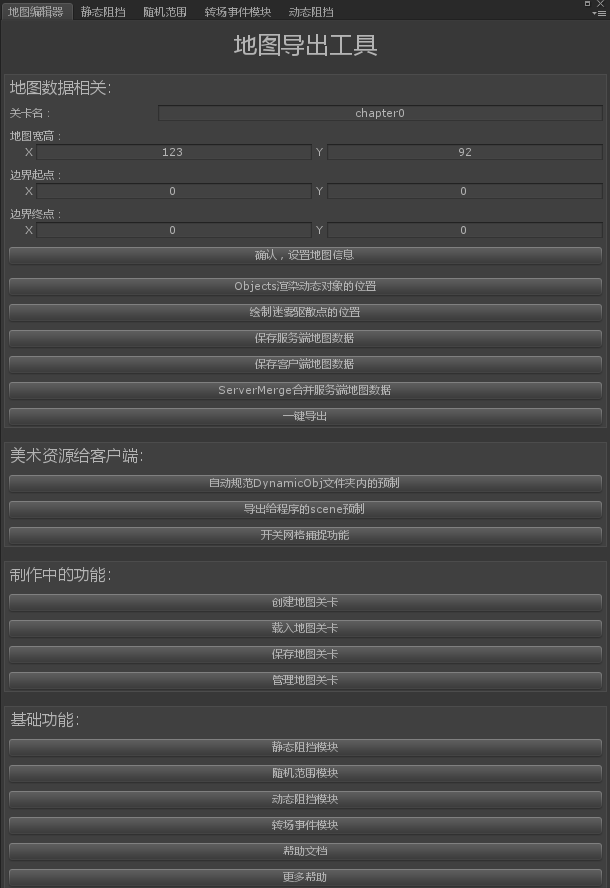 地图编辑器 静态阻挡 随机范围 转场事件模块 动态阻挡
地图导出工具
地图数据相关:
关卡名: chapter0
地图宽高:
X 123 Y 92
边界起点:
X 0 Y 0
边界终点:
X 0 Y 0
确认，设置地图信息
Objects渲染动态对象的位置
绘制迷雾驱散点的位置
保存服务端地图数据
保存客户端地图数据
ServerMerge合并服务端地图数据
一键导出
美术资源给客户端:
自动规范DynamicObj文件夹内的预制
导出给程序的scene预制
开关网格捕捉功能
制作中的功能:
创建地图关卡
载入地图关卡
保存地图关卡
管理地图关卡
基础功能:
静态阻挡模块
随机范围模块
动态阻挡模块
转场事件模块
帮助文档
更多帮助